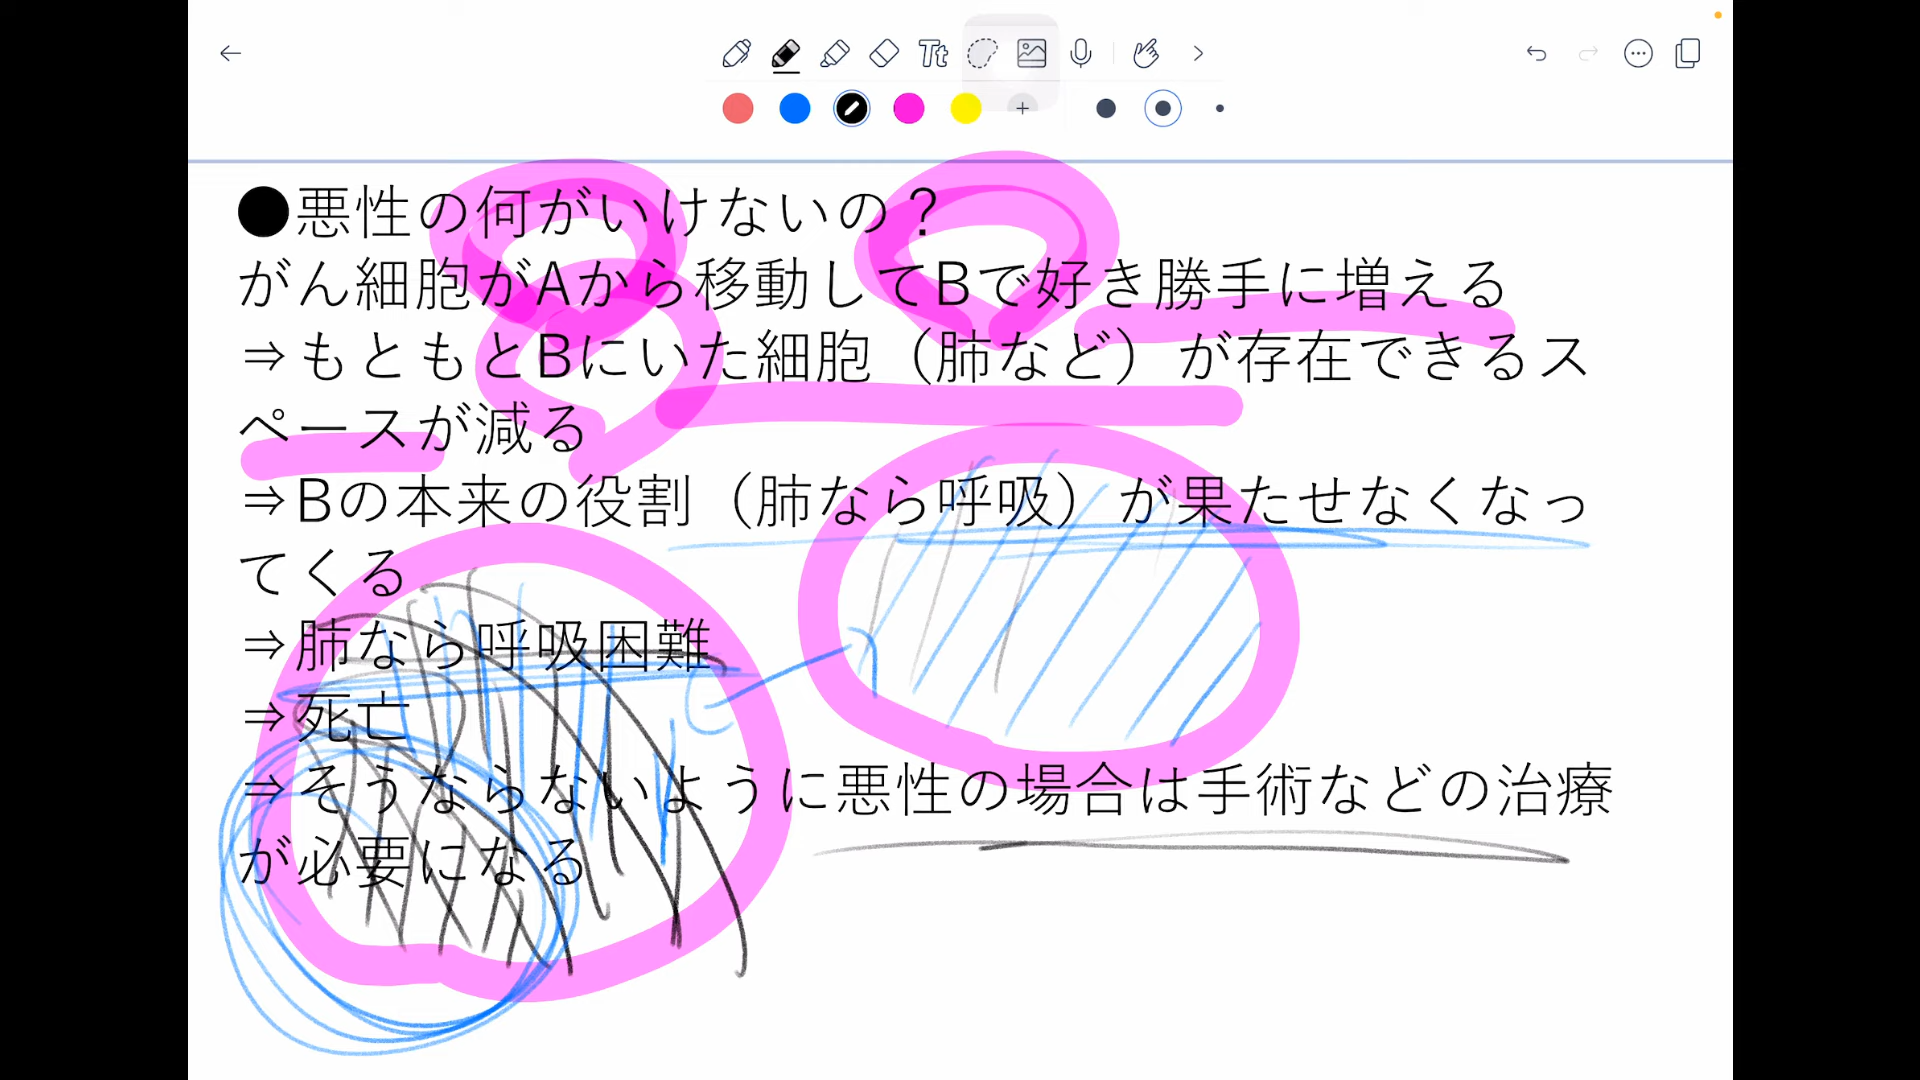 Tt
●悪性の何がいけないの？
がん細胞がAから移動してBで好き勝手に増える
⇒もともとBにいた細胞（肺など）が存在できるス
ペースが減る
⇒Bの本来の役割（肺なら呼吸）が果たせなくなっ
てくる
⇒肺なら呼吸困難
⇒死亡
⇒そうならないように悪性の場合は手術などの治療
が必要になる